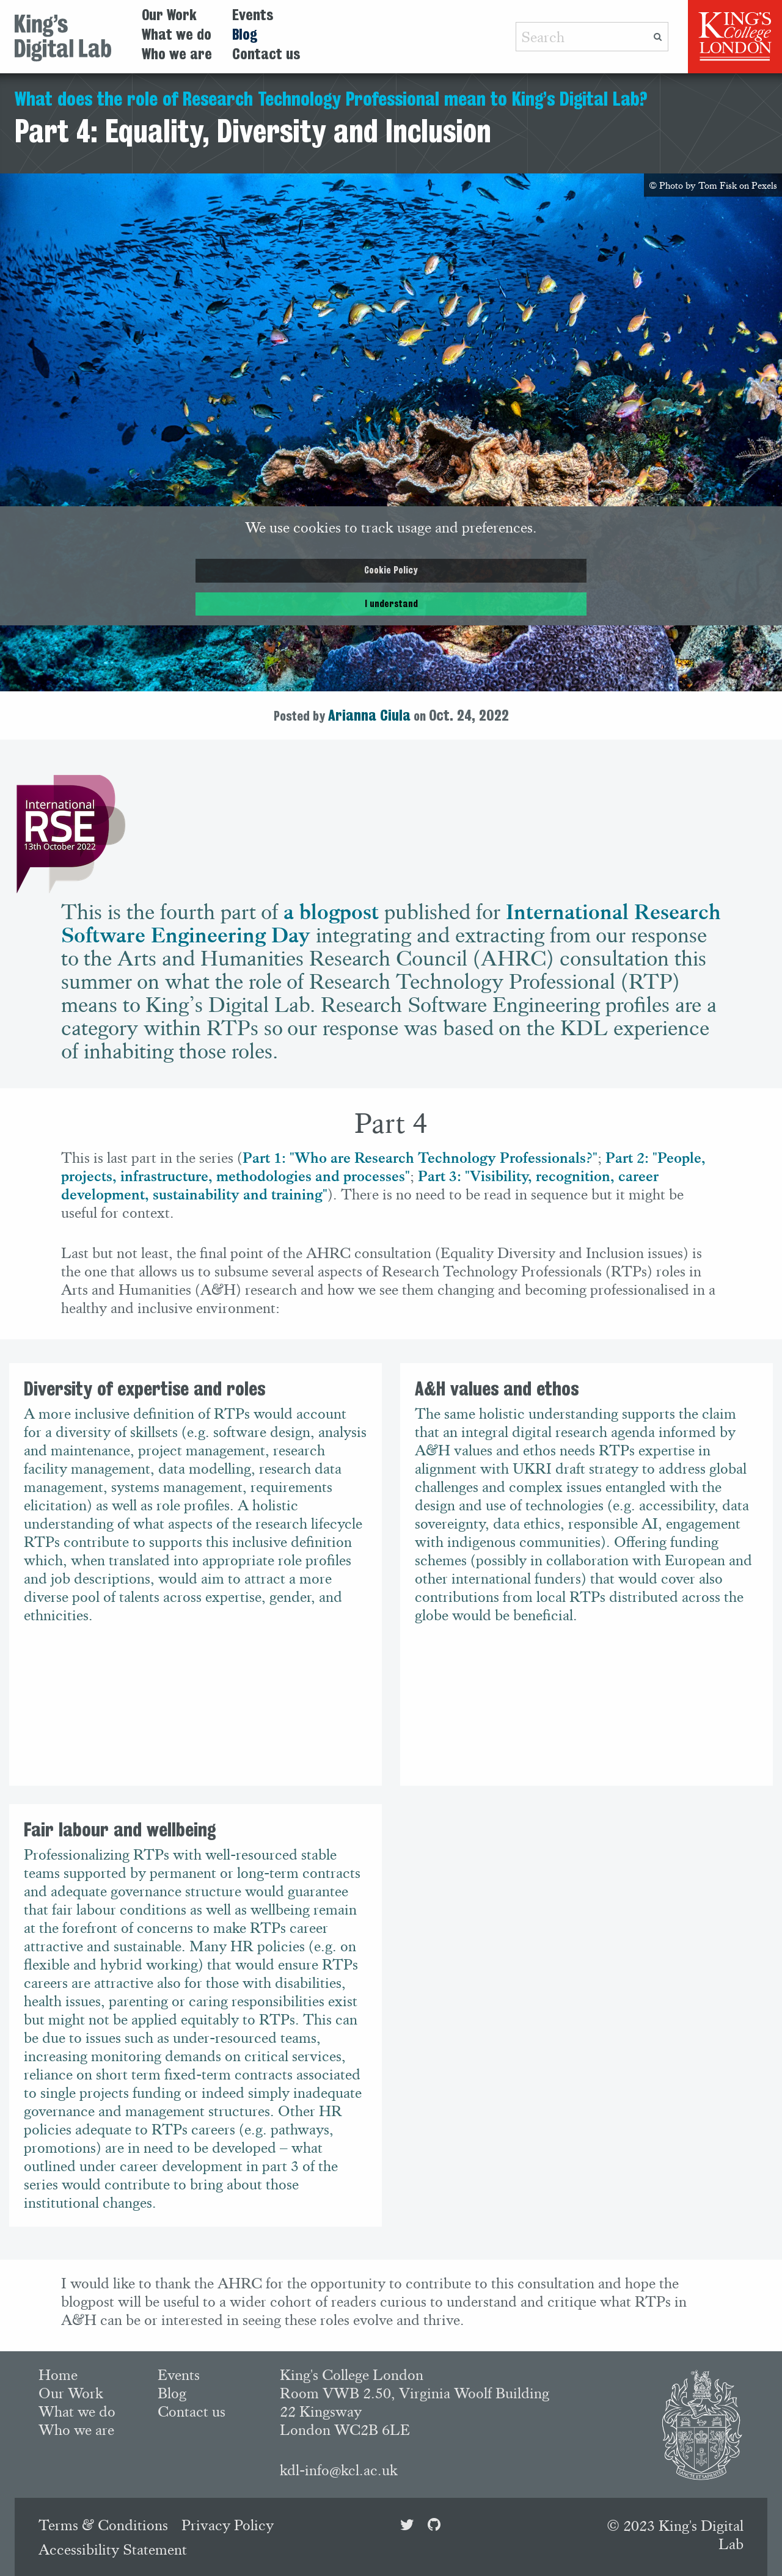 King's
Digital Lab
Our Work
What we do
Who we are
Events
Blog
Contact us
Search
KING'S
College
LONDON
What does the role of Research Technology Professional mean to King's Digital Lab?
Part 4: Equality, Diversity and Inclusion
© Photo by Tom Fisk on Pexels
We use cookies to track usage and preferences.
Cookie Policy
I understand
Posted by Arianna Ciula on Oct. 24, 2022
International
RSE
13th October 2022
This is the fourth part of a blogpost published for International Research
Software Engineering Day integrating and extracting from our response
to the Arts and Humanities Research Council (AHRC) consultation this
summer on what the role of Research Technology Professional (RTP)
means to King's Digital Lab. Research Software Engineering profiles are a
category within RTPs so our response was based on the KDL experience
of inhabiting those roles.
Part 4
This is last part in the series (Part 1: "Who are Research Technology Professionals?"; Part 2: "People,
projects, infrastructure, methodologies and processes"; Part 3: "Visibility, recognition, career
development, sustainability and training"). There is no need to be read in sequence but it might be
useful for context.
Last but not least, the final point of the AHRC consultation (Equality Diversity and Inclusion issues) is
the one that allows us to subsume several aspects of Research Technology Professionals (RTPs) roles in
Arts and Humanities (A&H) research and how we see them changing and becoming professionalised in a
healthy and inclusive environment:
Diversity of expertise and roles
A more inclusive definition of RTPs would account
for a diversity of skillsets (e.g. software design, analysis
and maintenance, project management, research
facility management, data modelling, research data
management, systems management, requirements
elicitation) as well as role profiles. A holistic
understanding of what aspects of the research lifecycle
RTPs contribute to supports this inclusive definition
which, when translated into appropriate role profiles
and job descriptions, would aim to attract a more
diverse pool of talents across expertise, gender, and
ethnicities.
A&H values and ethos
The same holistic understanding supports the claim
that an integral digital research agenda informed by
A&H values and ethos needs RTPs expertise in
alignment with UKRI draft strategy to address global
challenges and complex issues entangled with the
design and use of technologies (e.g. accessibility, data
sovereignty, data ethics, responsible AI, engagement
with indigenous communities). Offering funding
schemes (possibly in collaboration with European and
other international funders) that would cover also
contributions from local RTPs distributed across the
globe would be beneficial.
Fair labour and wellbeing
Professionalizing RTPs with well-resourced stable
teams supported by permanent or long-term contracts
and adequate governance structure would guarantee
that fair labour conditions as well as wellbeing remain
at the forefront of concerns to make RTPs career
attractive and sustainable. Many HR policies (e.g. on
flexible and hybrid working) that would ensure RTPs
careers are attractive also for those with disabilities,
health issues, parenting or caring responsibilities exist
but might not be applied equitably to RTPs. This can
be due to issues such as under-resourced teams,
increasing monitoring demands on critical services,
reliance on short term fixed-term contracts associated
to single projects funding or indeed simply inadequate
governance and management structures. Other HR
policies adequate to RTPs careers (e.g. pathways,
promotions) are in need to be developed – what
outlined under career development in part 3 of the
series would contribute to bring about those
institutional changes.
I would like to thank the AHRC for the opportunity to contribute to this consultation and hope the
blogpost will be useful to a wider cohort of readers curious to understand and critique what RTPs in
A&H can be or interested in seeing these roles evolve and thrive.
Home
Our Work
What we do
Who we are
Events
Blog
Contact us
King's College London
Room VWB 2.50, Virginia Woolf Building
22 Kingsway
London WC2B 6LE
kdl-info@kcl.ac.uk
Terms & Conditions Privacy Policy
Accessibility Statement
© 2023 King's Digital
Lab